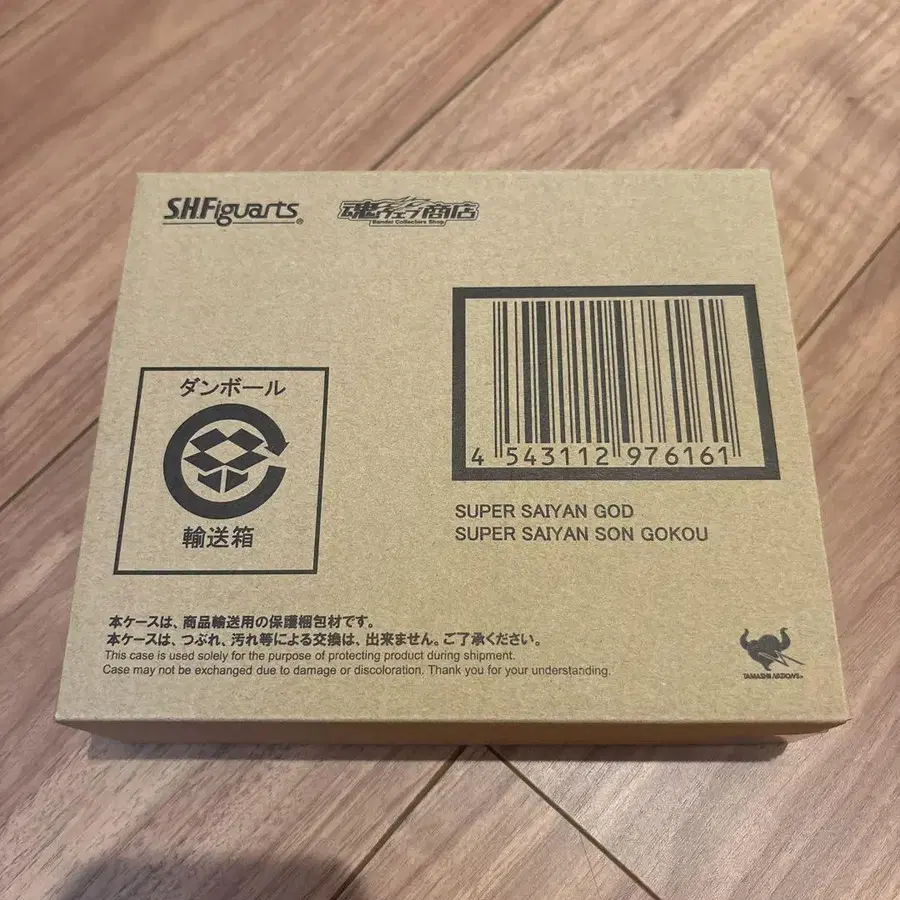 S.H.Figuarts®
魂ウェブ商店
Bandai Collectors Shop
4 543112 976161
SUPER SAIYAN GOD
SUPER SAIYAN SON GOKOU
ダンボール
輸送箱
本ケースは、商品輸送用の保護梱包材です。
本ケースは、つぶれ、汚れ等による交換は、出来ません。ご了承ください。
This case is used solely for the purpose of protecting product during shipment.
Case may not be exchanged due to damage or discoloration. Thank you for your understanding.
TAMASHII NATIONS